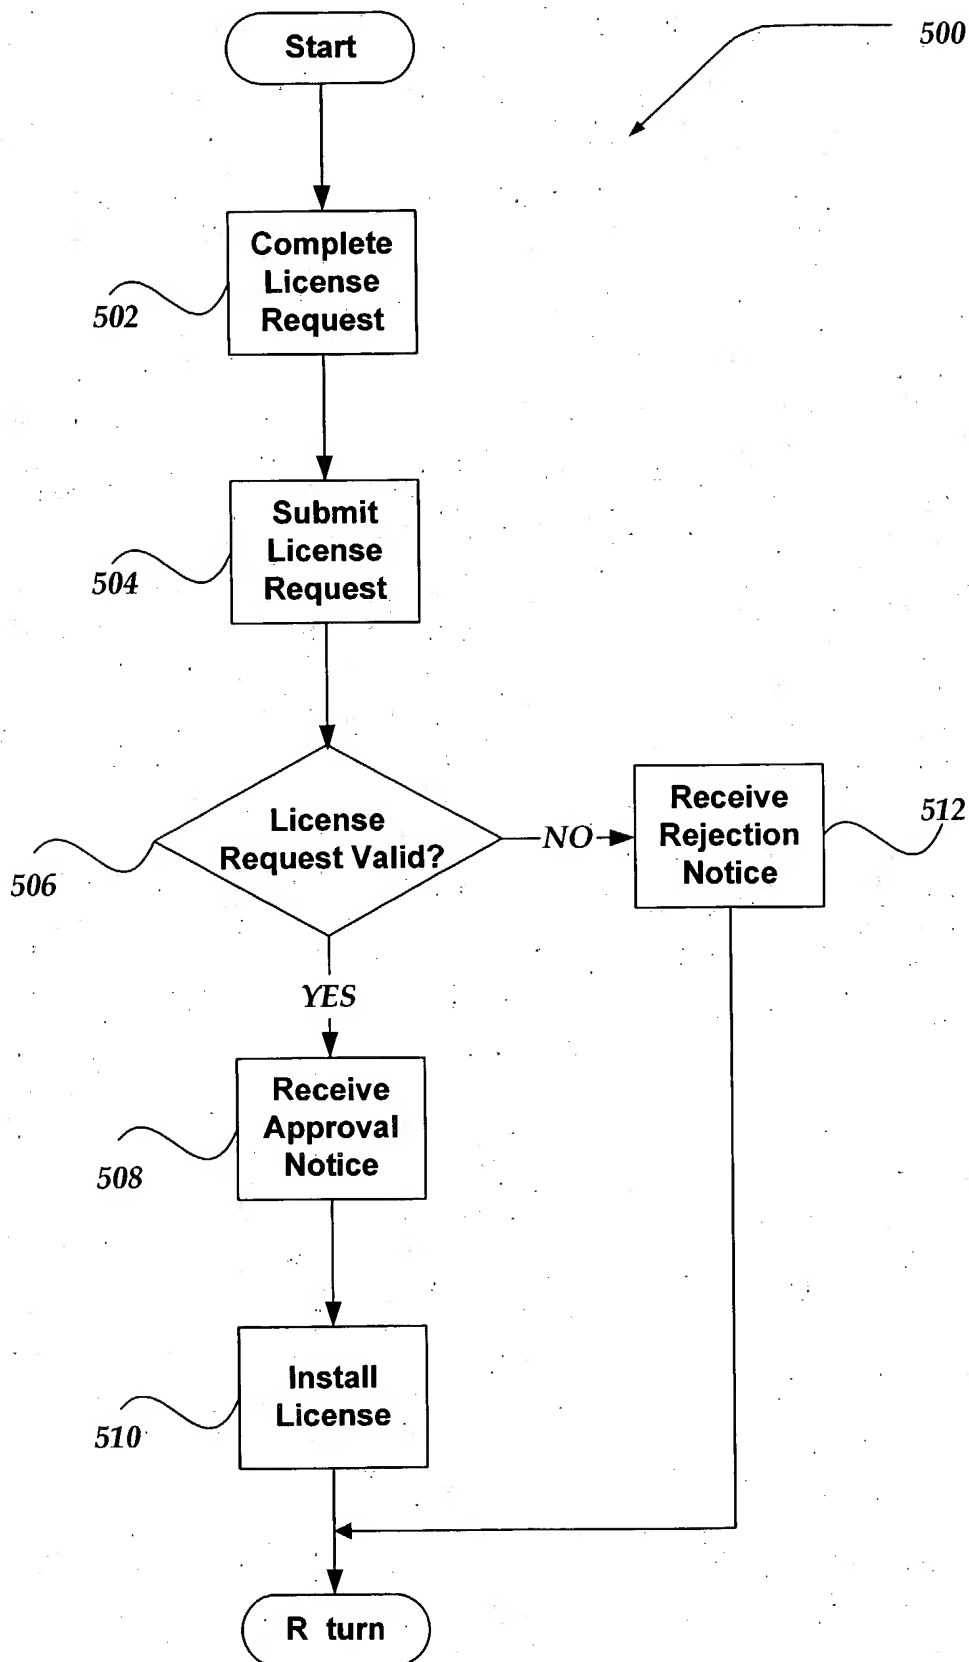 Start
500
Complete
License
Request
502
Submit
License
Request
504
License
Request Valid?
506
NO
Receive
Rejection
Notice
512
YES
Receive
Approval
Notice
508
Install
License
510
R turn